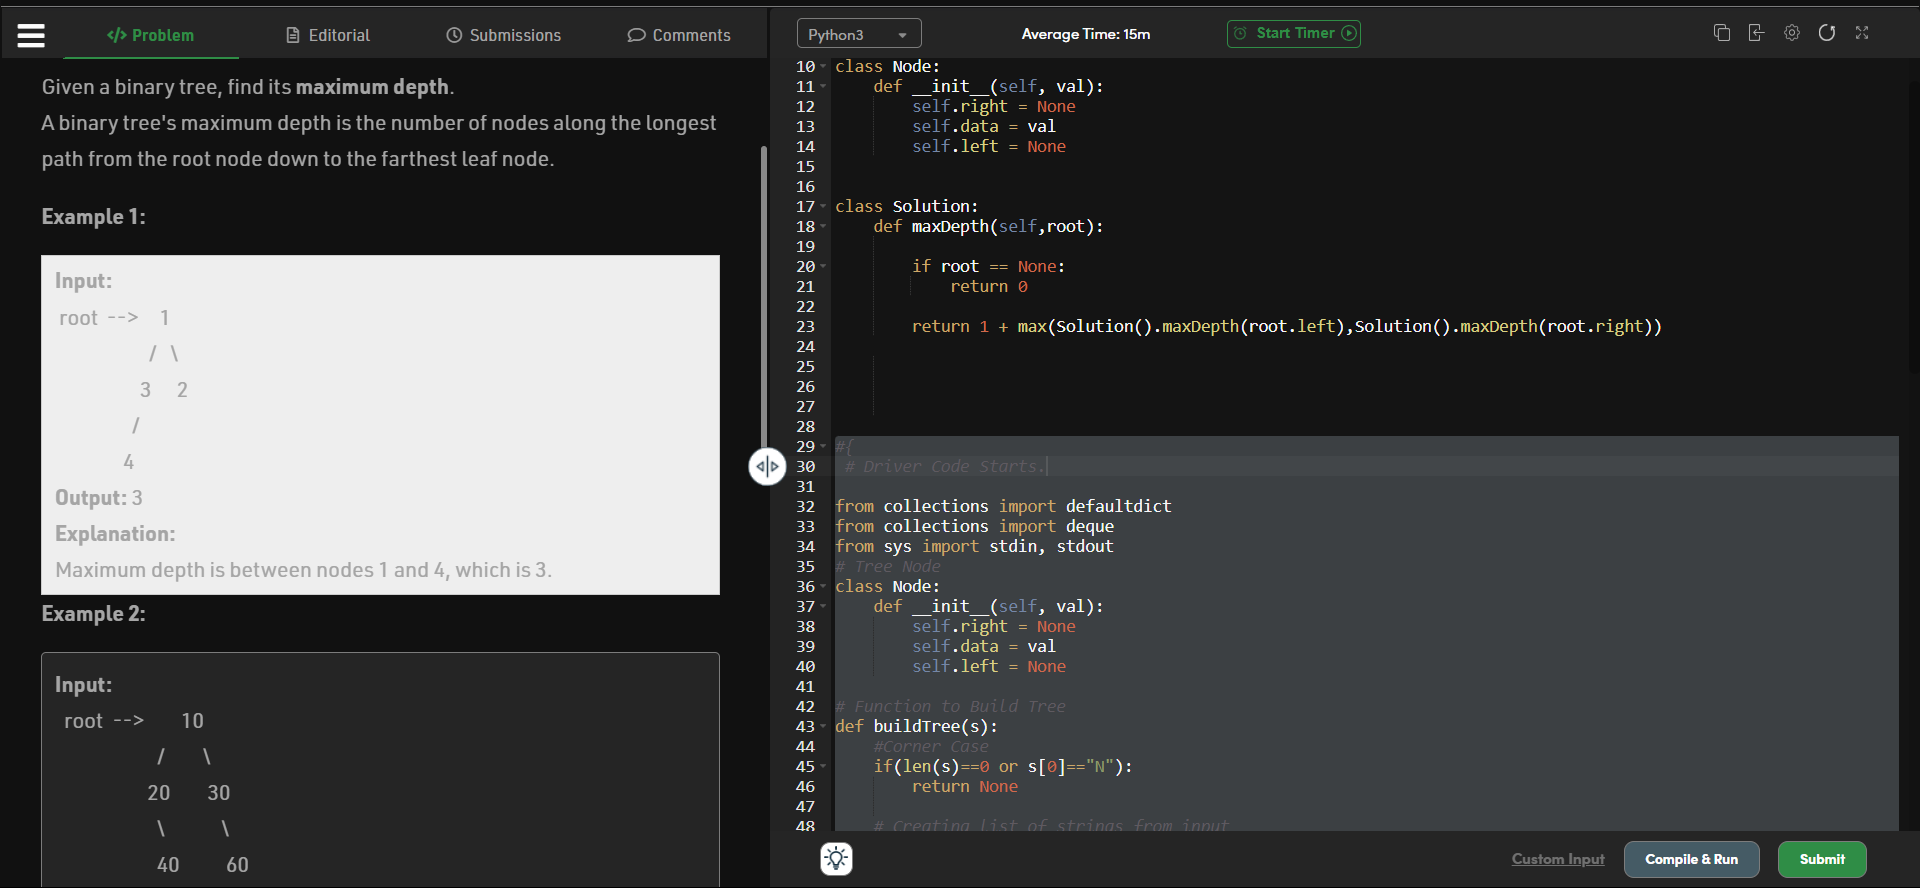 </> Problem
Editorial
Submissions
Comments
Given a binary tree, find its maximum depth.
A binary tree's maximum depth is the number of nodes along the longest
path from the root node down to the farthest leaf node.
Example 1:
Input:
root --> 1
/ \
3 2
/
4
Output: 3
Explanation:
Maximum depth is between nodes 1 and 4, which is 3.
Example 2:
Input:
root --> 10
/ \
20 30
\ \
40 60
Python3
Average Time: 15m
Start Timer
10 class Node:
11     def __init__(self, val):
12         self.right = None
13         self.data = val
14         self.left = None
15
16
17 class Solution:
18     def maxDepth(self,root):
19
20         if root == None:
21             return 0
22
23         return 1 + max(Solution().maxDepth(root.left),Solution().maxDepth(root.right))
24
25
26
27
28
29 #{
30  # Driver Code Starts.
31
32 from collections import defaultdict
33 from collections import deque
34 from sys import stdin, stdout
35 # Tree Node
36 class Node:
37     def __init__(self, val):
38         self.right = None
39         self.data = val
40         self.left = None
41
42 # Function to Build Tree
43 def buildTree(s):
44     #Corner Case
45     if(len(s)==0 or s[0]=="N"):
46         return None
47
48     # Creating list of strings from input
Custom Input
Compile & Run
Submit